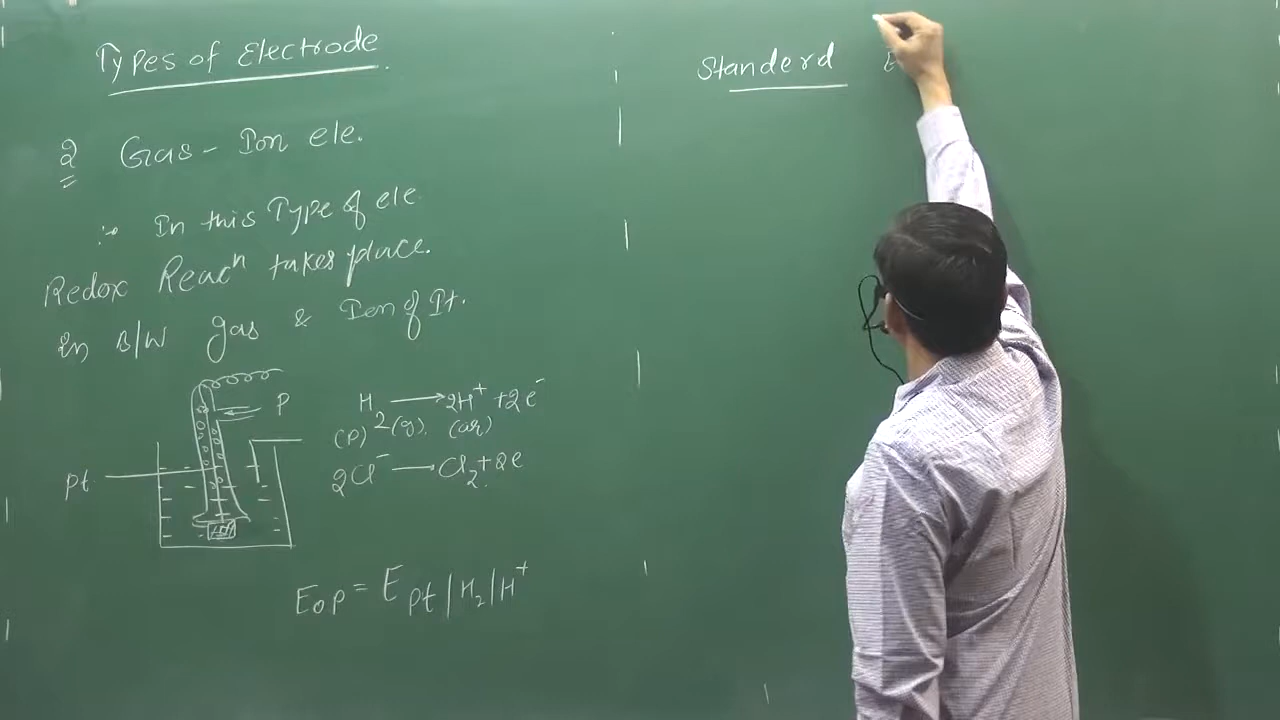 Types of Electrode
2 Gas - Ion ele.
In this Type of ele
Redox Reacn takes place.
in B/W gas & Ion of It.
P
Pt
H2(g) → 2H+ + 2e-
(P) (aq)
2Cl- → Cl2 + 2e
EOP = E Pt | H2 | H+
Standerd E